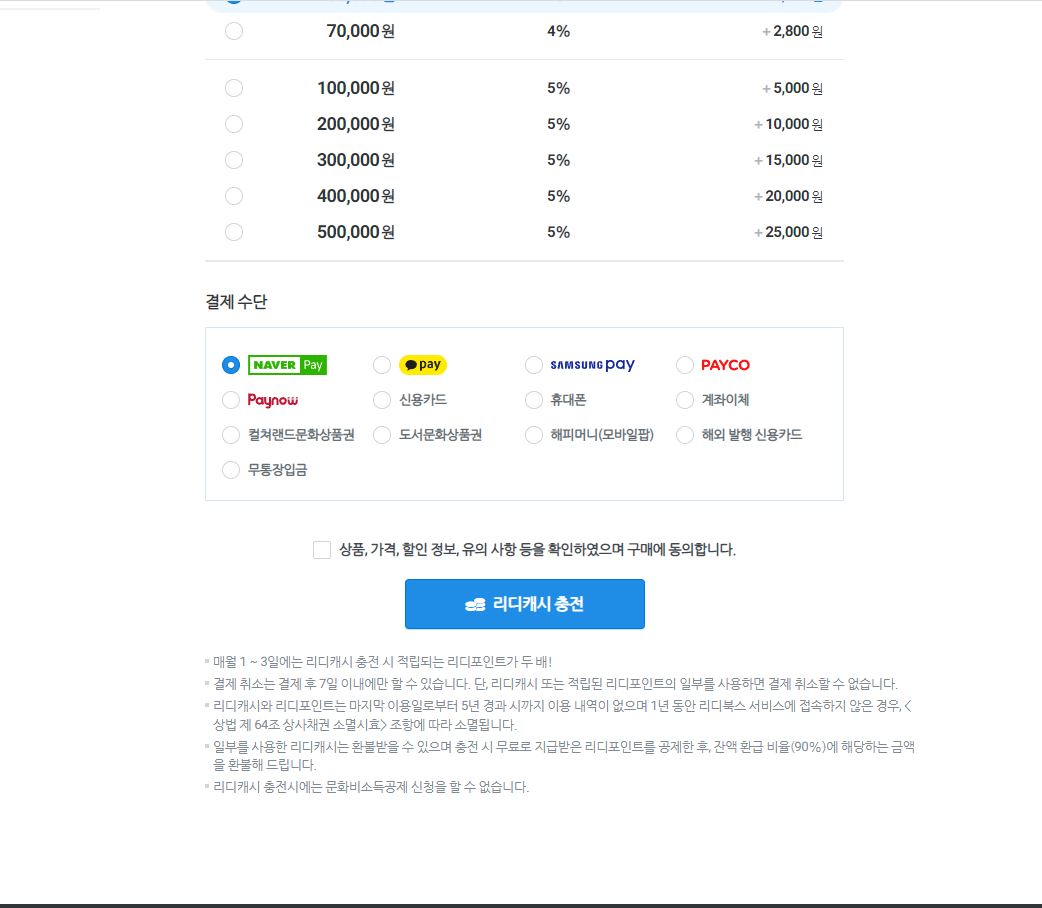 70,000원 4% +2,800원
100,000원 5% +5,000원
200,000원 5% +10,000원
300,000원 5% +15,000원
400,000원 5% +20,000원
500,000원 5% +25,000원
결제 수단
NAVER Pay pay SAMSUNG pay PAYCO
Paynow 신용카드 휴대폰 계좌이체
컬쳐랜드문화상품권 도서문화상품권 해피머니(모바일팝) 해외 발행 신용카드
무통장입금
상품, 가격, 할인 정보, 유의 사항 등을 확인하였으며 구매에 동의합니다.
리디캐시 충전
매월 1 ~ 3일에는 리디캐시 충전 시 적립되는 리디포인트가 두 배!
결제 취소는 결제 후 7일 이내에만 할 수 있습니다. 단, 리디캐시 또는 적립된 리디포인트의 일부를 사용하면 결제 취소할 수 없습니다.
리디캐시와 리디포인트는 마지막 이용일로부터 5년 경과 시까지 이용 내역이 없으며 1년 동안 리디북스 서비스에 접속하지 않은 경우, <
상법 제 64조 상사채권 소멸시효> 조항에 따라 소멸됩니다.
일부를 사용한 리디캐시는 환불받을 수 있으며 충전 시 무료로 지급받은 리디포인트를 공제한 후, 잔액 환급 비율(90%)에 해당하는 금액
을 환불해 드립니다.
리디캐시 충전시에는 문화비소득공제 신청을 할 수 없습니다.